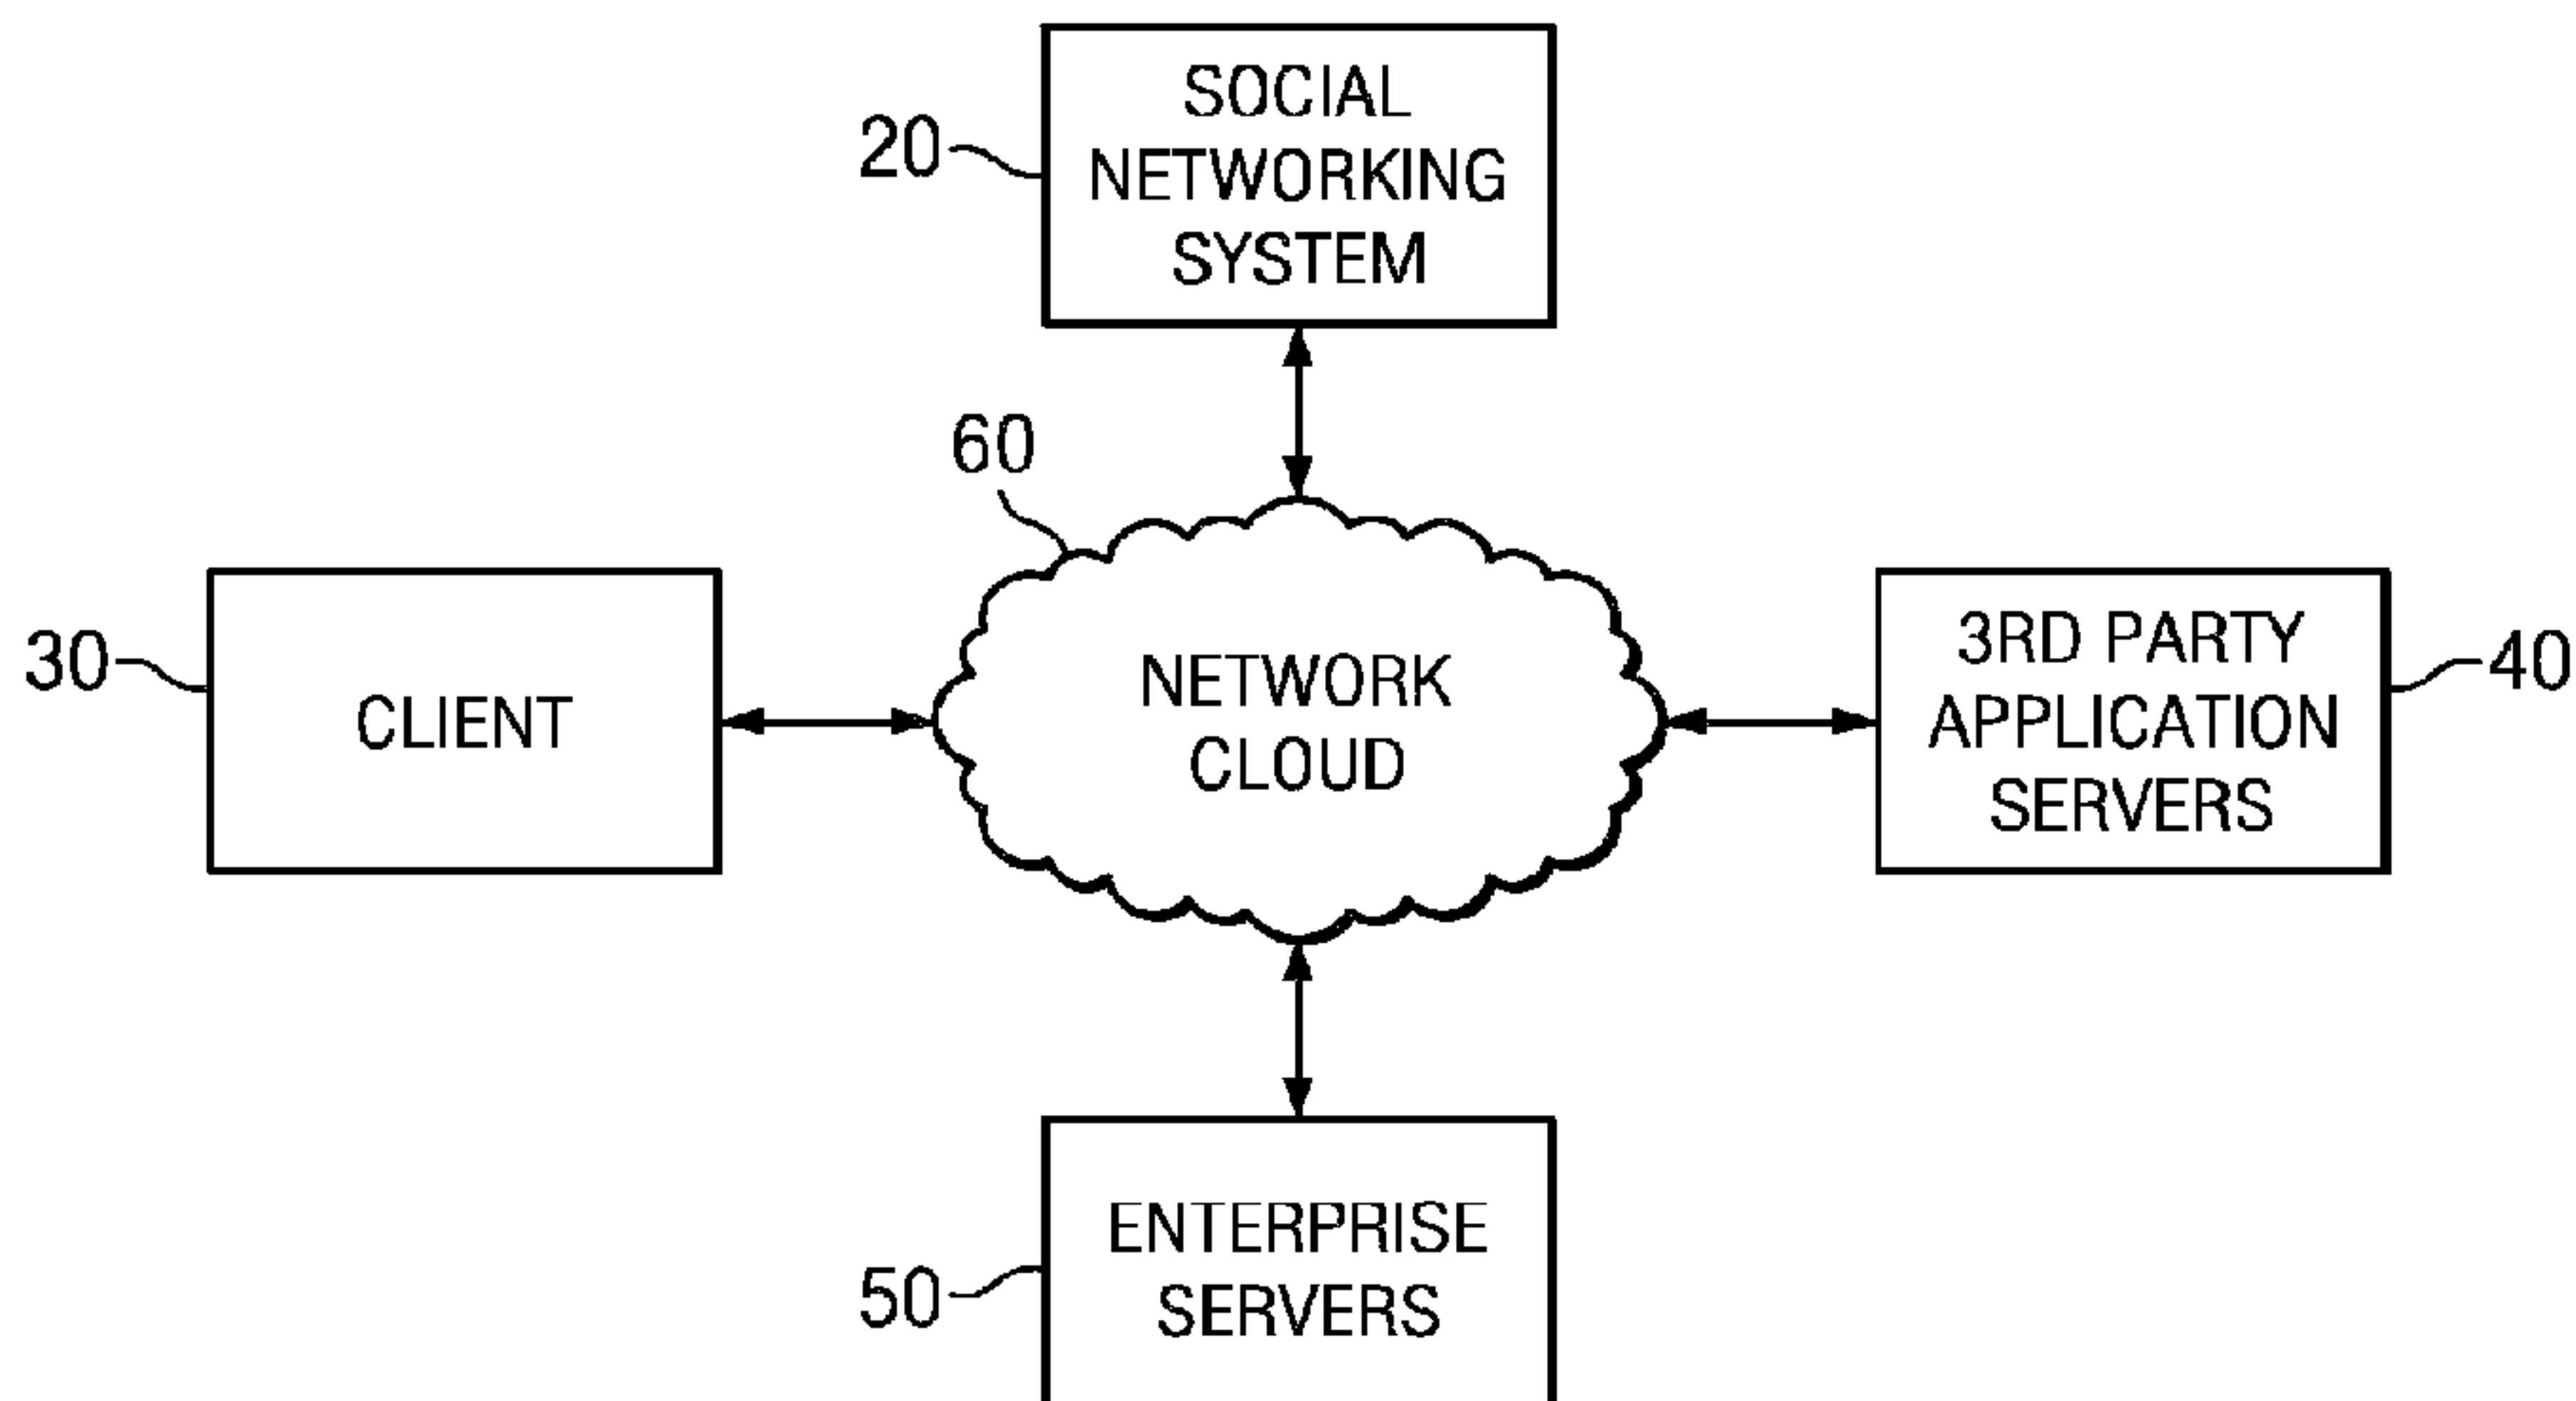 SOCIAL
NETWORKING
SYSTEM
20
60
30
CLIENT
NETWORK
CLOUD
3RD PARTY
APPLICATION
SERVERS
40
ENTERPRISE
SERVERS
50